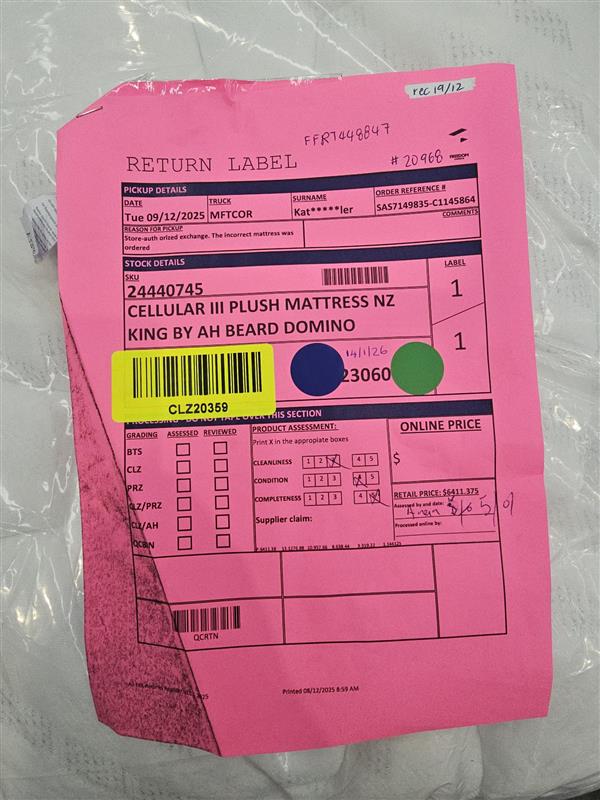 rec 19/12
FFR7448847
RETURN LABEL
#20968
FREEDOM
PICKUP DETAILS
DATE TRUCK SURNAME ORDER REFERENCE #
Tue 09/12/2025 MFTCOR Kat*****ler SAS7149835-C1145864
REASON FOR PICKUP COMMENTS
Store-auth orized exchange. The incorrect mattress was
ordered
STOCK DETAILS
SKU LABEL
24440745 1
CELLULAR III PLUSH MATTRESS NZ
KING BY AH BEARD DOMINO
1
14/1/26
23060
CLZ20359
PROCESSING - DO NOT TAPE OVER THIS SECTION
GRADING ASSESSED REVIEWED PRODUCT ASSESSMENT: ONLINE PRICE
Print X in the appropiate boxes
BTS
CLEANLINESS 1 2 3 4 5 $
CLZ
CONDITION 1 2 3 4 5
PRZ
COMPLETENESS 1 2 3 4 5 RETAIL PRICE: $6411.375
CLZ/PRZ Assessed by and date:
Supplier claim:
CLZ/AH Processed online by:
QCBIN
QCRTN
Printed 08/12/2025 8:59 AM